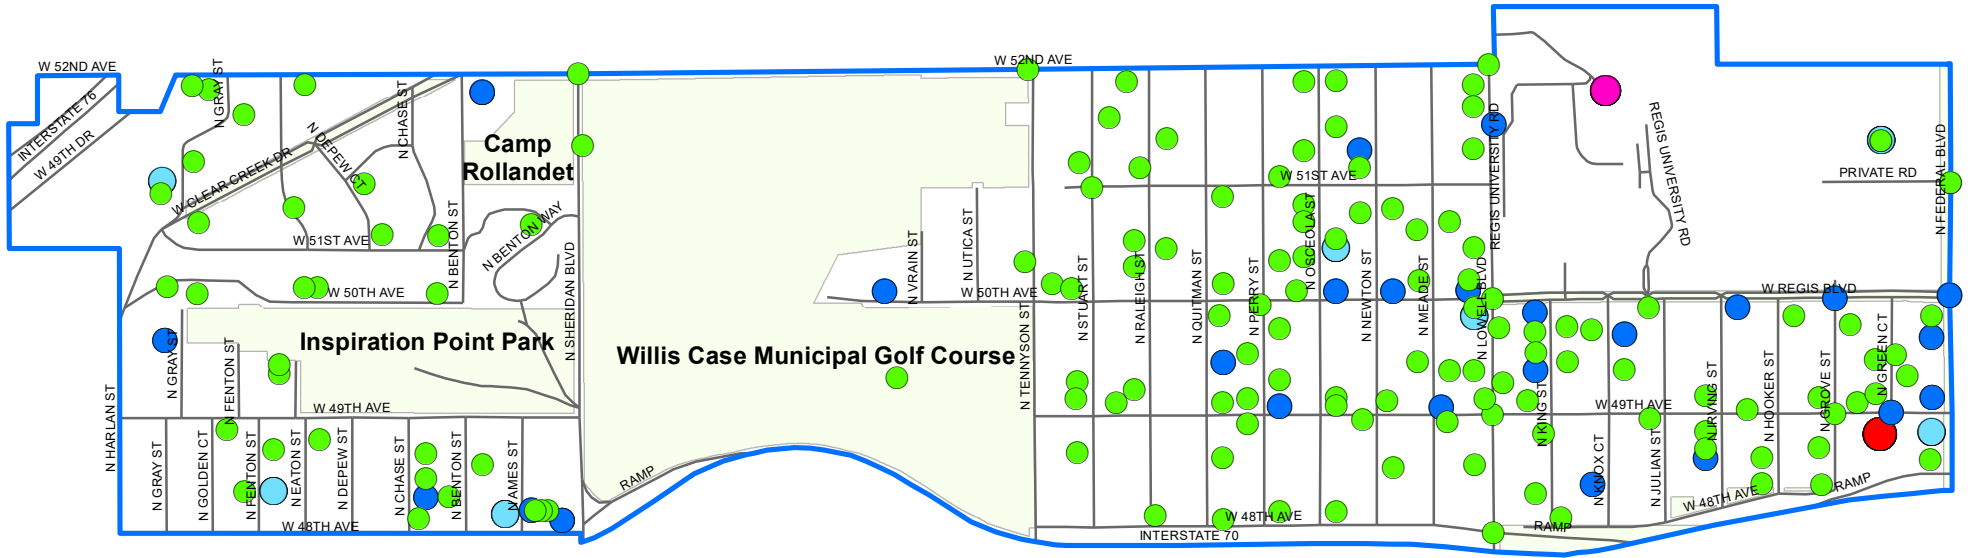 W 52ND AVE
W 52ND AVE
INTERSTATE 76
W 49TH DR
N GRAY ST
N CHASE ST
N DEPEW CT
W CLEAR CREEK DR
Camp
Rollandet
REGIS UNIVERSITY RD
REGIS UNIVERSITY RD
PRIVATE RD
N FEDERAL BLVD
W 51ST AVE
W 51ST AVE
N BENTON ST
N BENTON WAY
N SHERIDAN BLVD
N VRAIN ST
N UTICA ST
W 50TH AVE
W 50TH AVE
N TENNYSON ST
N STUART ST
N RALEIGH ST
N QUITMAN ST
N PERRY ST
N OSCEOLA ST
N NEWTON ST
N MEADE ST
N LOWELL BLVD
W REGIS BLVD
Inspiration Point Park
Willis Case Municipal Golf Course
N HARLAN ST
N GRAY ST
N FENTON ST
W 49TH AVE
W 49TH AVE
N KING ST
N IRVING ST
N HOOKER ST
N GROVE ST
N GREEN CT
N GRAY ST
N GOLDEN CT
N FENTON ST
N EATON ST
N DEPEW ST
N CHASE ST
N BENTON ST
N AMES ST
N KNOX CT
N JULIAN ST
RAMP
RAMP
RAMP
W 48TH AVE
W 48TH AVE
W 48TH AVE
INTERSTATE 70